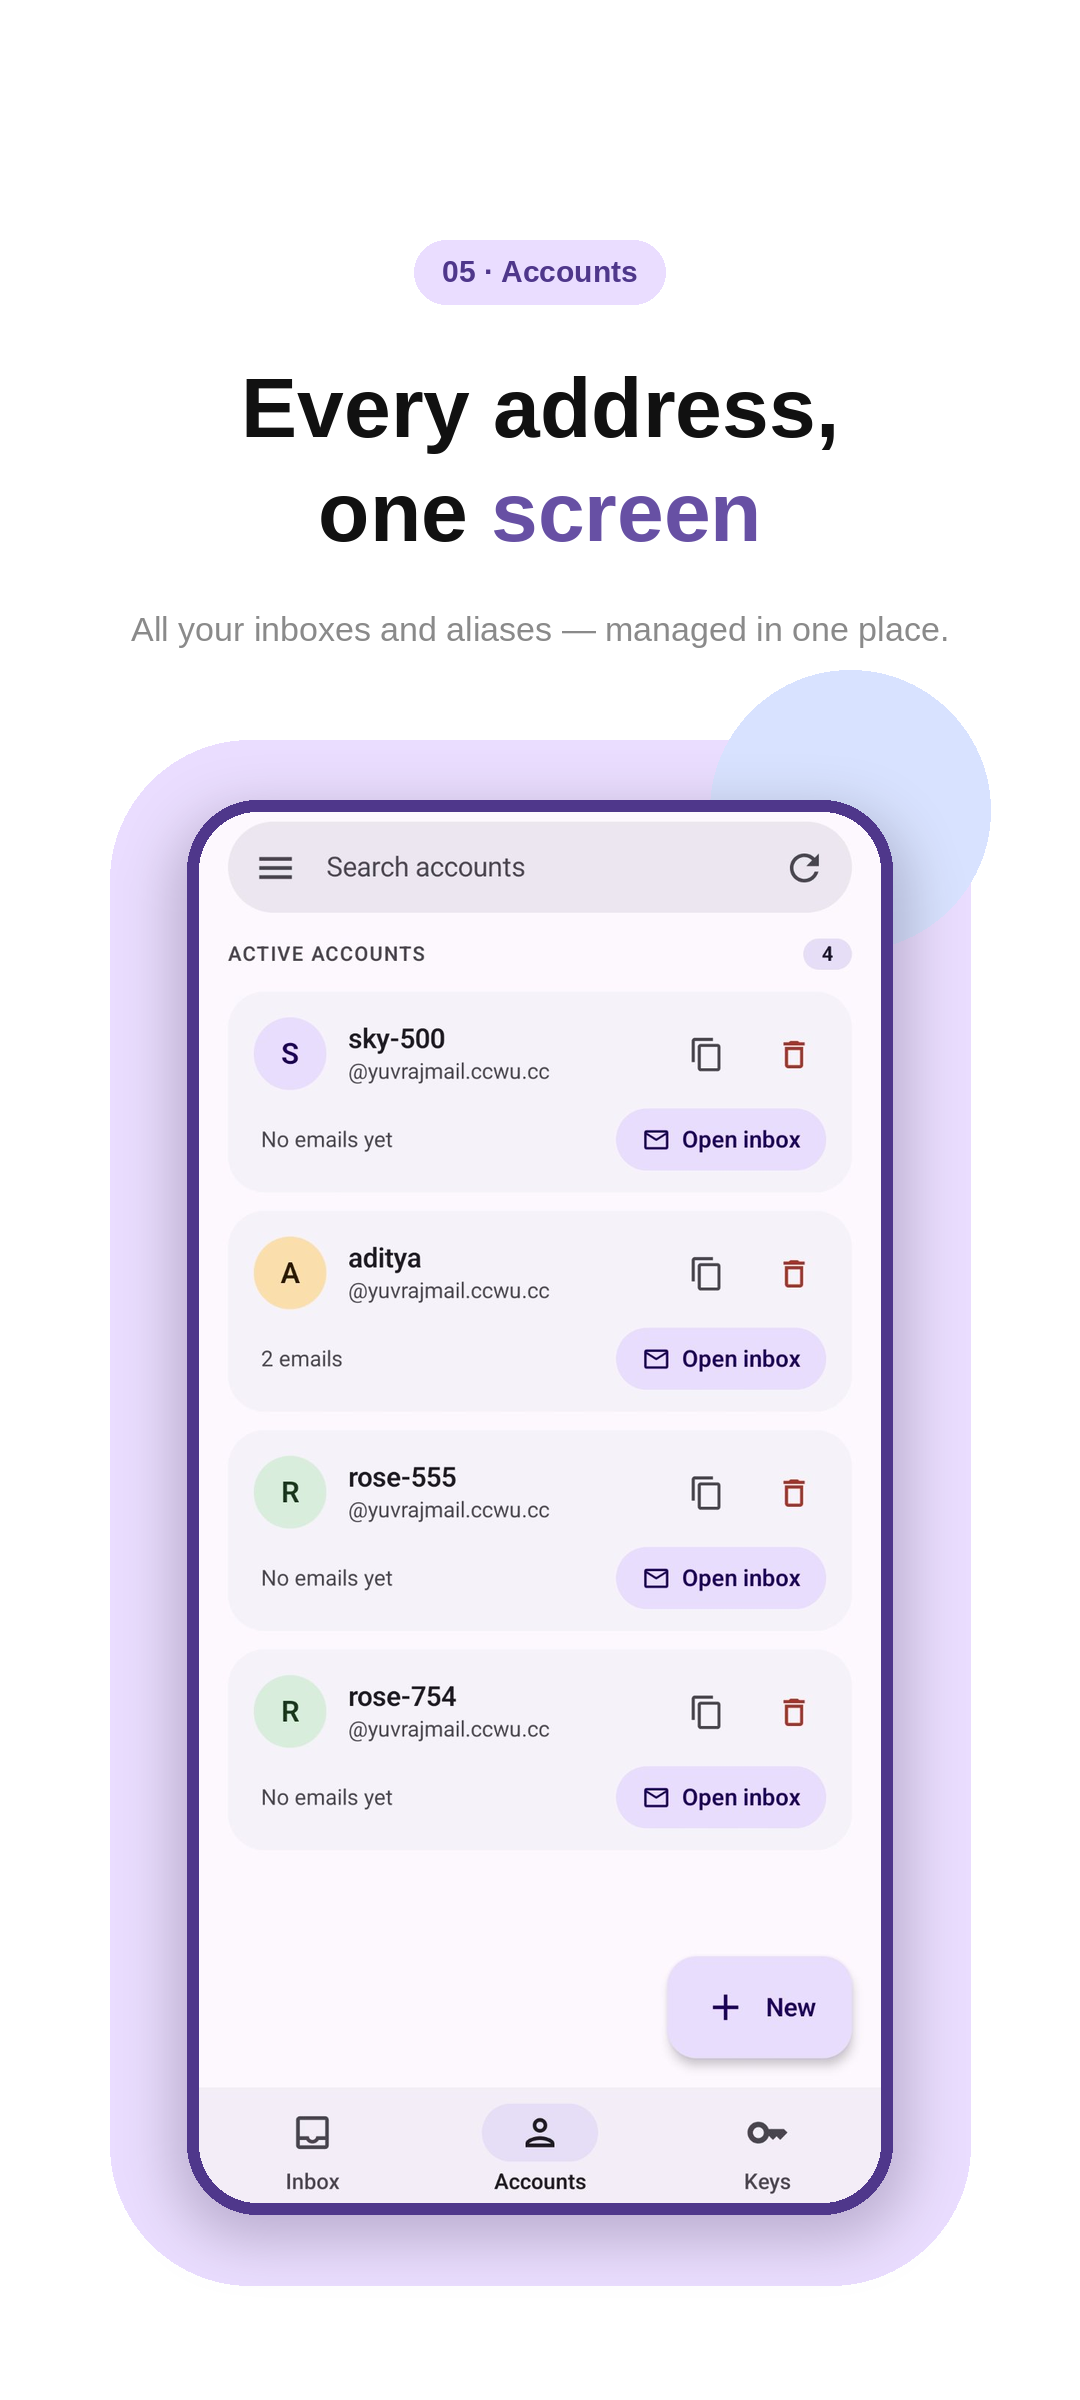 05 · Accounts
Every address,
one screen
All your inboxes and aliases — managed in one place.
Search accounts
ACTIVE ACCOUNTS 4
S sky-500
@yuvrajmail.ccwu.cc
No emails yet Open inbox
A aditya
@yuvrajmail.ccwu.cc
2 emails Open inbox
R rose-555
@yuvrajmail.ccwu.cc
No emails yet Open inbox
R rose-754
@yuvrajmail.ccwu.cc
No emails yet Open inbox
New
Inbox Accounts Keys